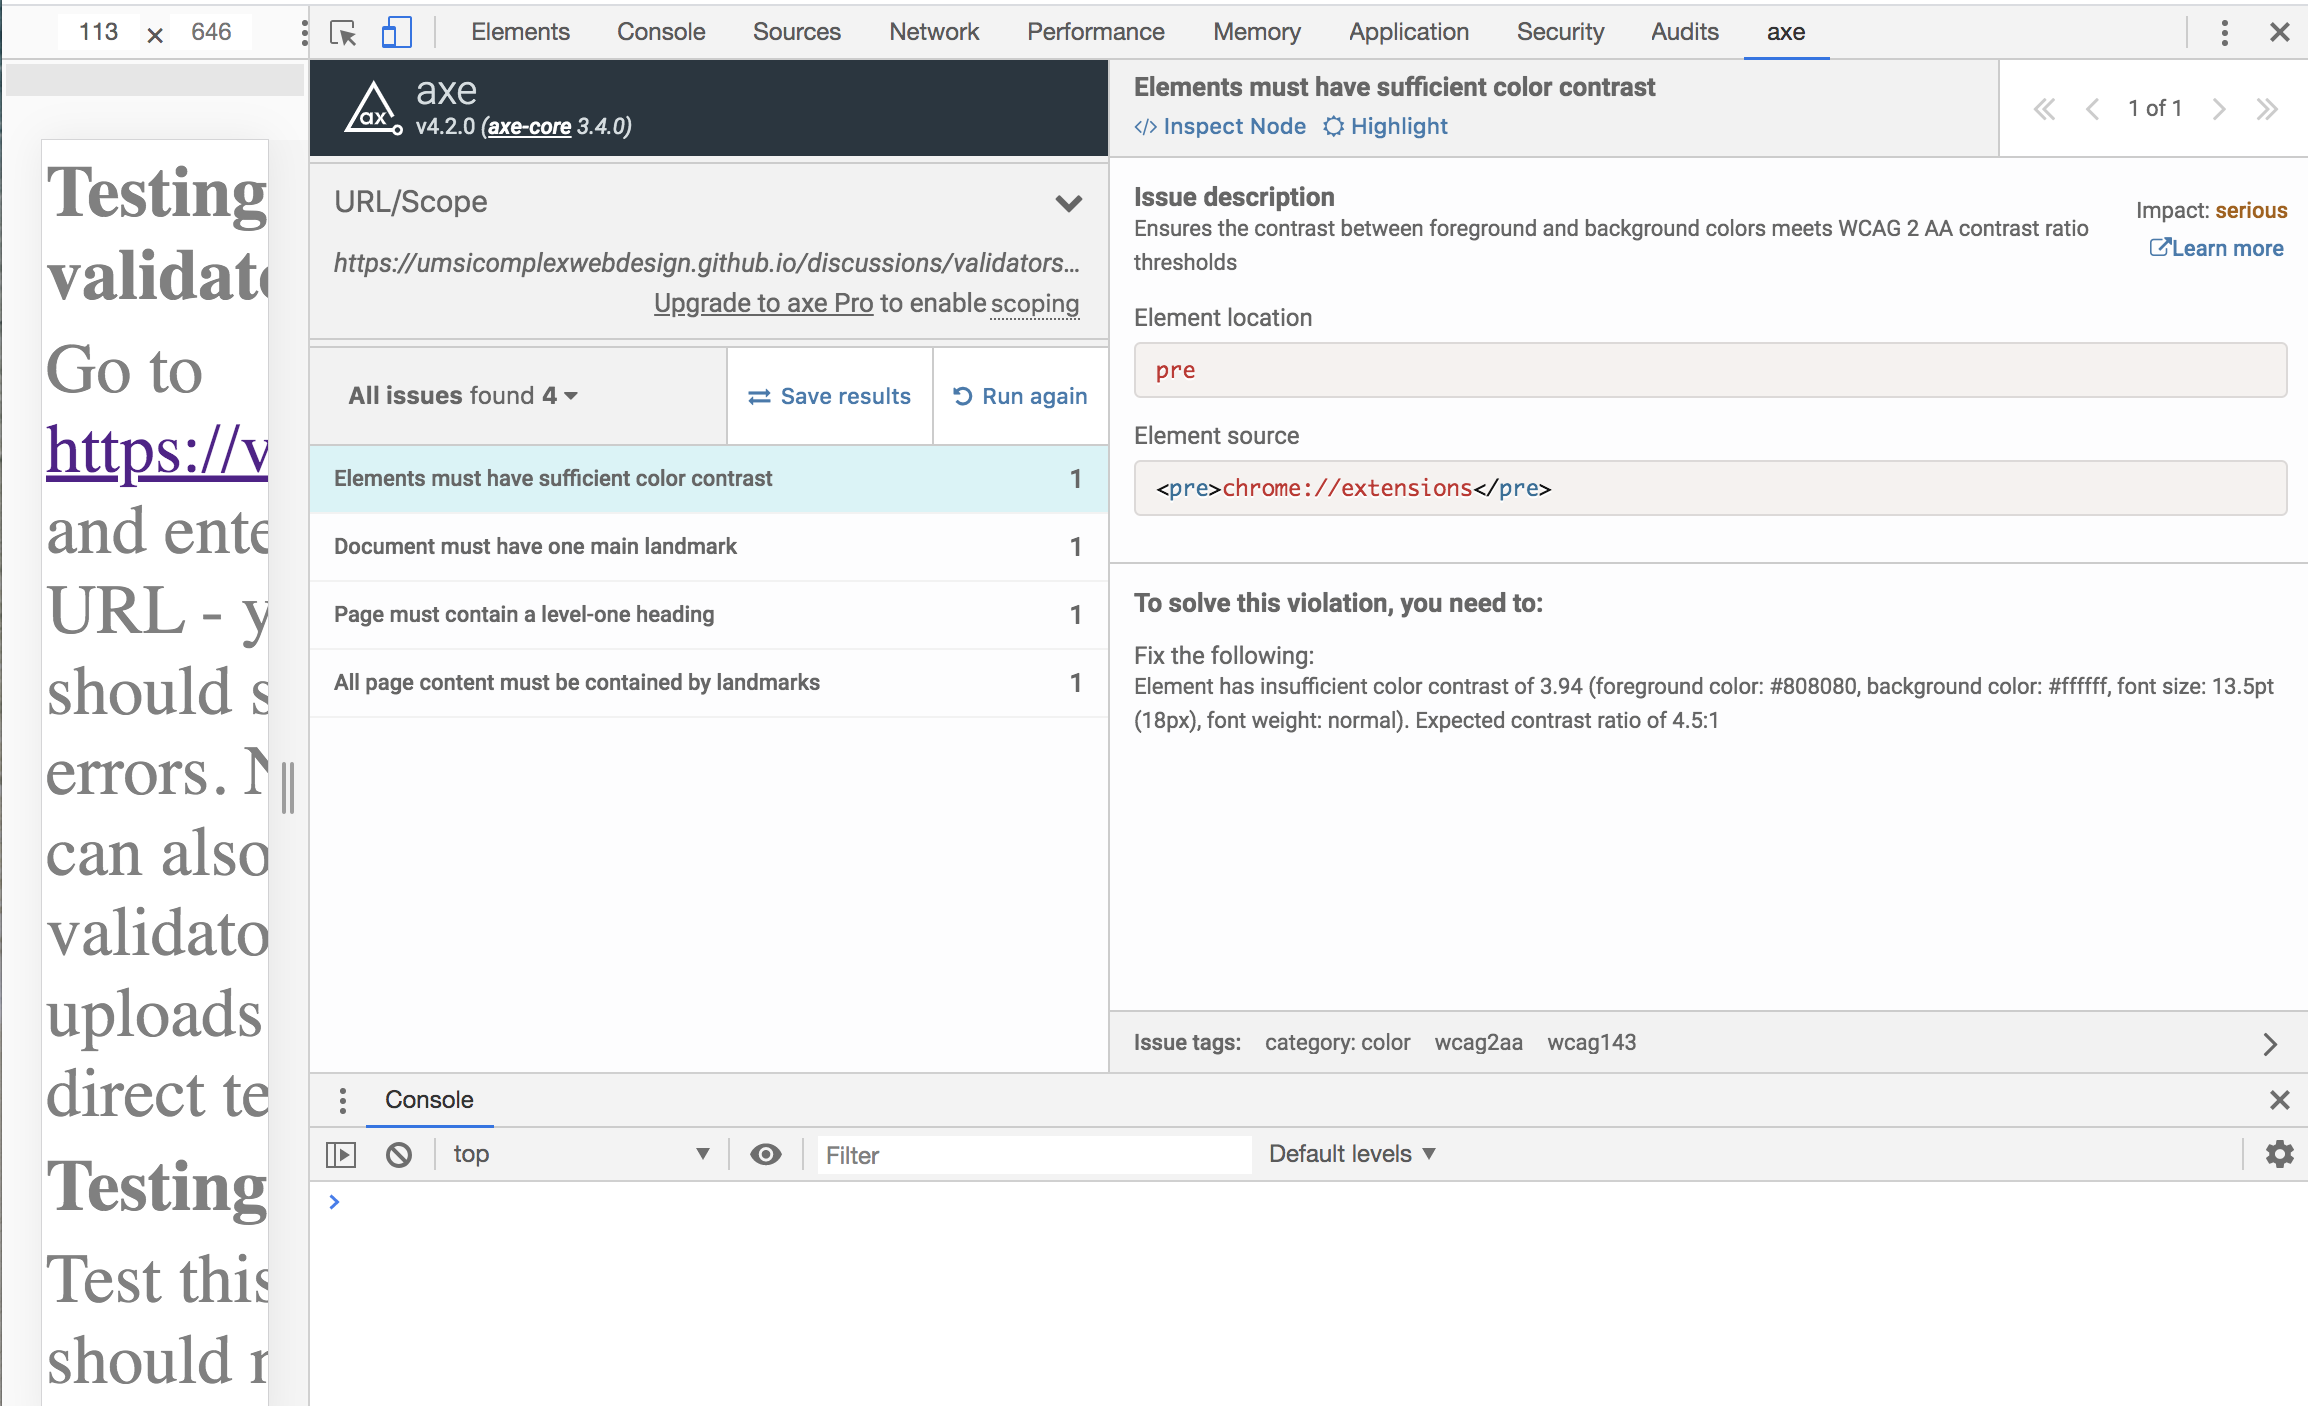 113 × 646
Elements Console Sources Network Performance Memory Application Security Audits axe
Testing
validato
Go to
https://v
and ente
URL - y
should s
errors. N
can also
validato
uploads
direct te
Testing
Test this
should r
ax
axe
v4.2.0 (axe-core 3.4.0)
URL/Scope
https://umsicomplexwebdesign.github.io/discussions/validators...
Upgrade to axe Pro to enable scoping
All issues found 4
Save results
Run again
Elements must have sufficient color contrast 1
Document must have one main landmark 1
Page must contain a level-one heading 1
All page content must be contained by landmarks 1
Elements must have sufficient color contrast
</> Inspect Node Highlight
1 of 1
Issue description
Ensures the contrast between foreground and background colors meets WCAG 2 AA contrast ratio
thresholds
Impact: serious
Learn more
Element location
pre
Element source
<pre>chrome://extensions</pre>
To solve this violation, you need to:
Fix the following:
Element has insufficient color contrast of 3.94 (foreground color: #808080, background color: #ffffff, font size: 13.5pt
(18px), font weight: normal). Expected contrast ratio of 4.5:1
Issue tags: category: color wcag2aa wcag143
Console
top
Filter
Default levels